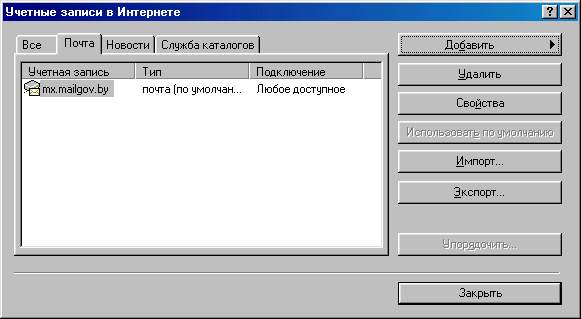 Учетные записи в Интернете
Все Почта Новости Служба каталогов
Учетная запись Тип Подключение
mx.mailgov.by почта (по умолчан... Любое доступное
Добавить
Удалить
Свойства
Использовать по умолчанию
Импорт...
Экспорт...
Упорядочить...
Закрыть